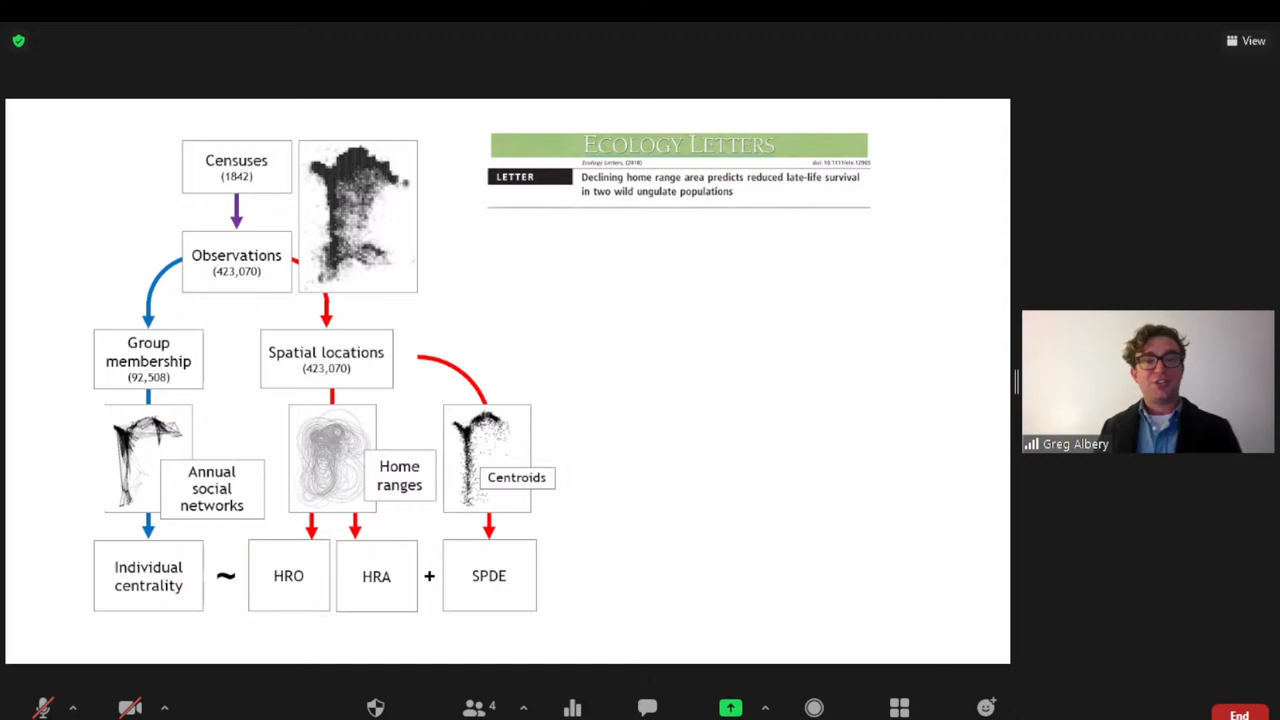 View
Censuses
(1842)
Observations
(423,070)
ECOLOGY LETTERS
Ecology Letters, (2018)
LETTER
Declining home range area predicts reduced late-life survival
in two wild ungulate populations
Group
membership
(92,508)
Spatial locations
(423,070)
Annual
social
networks
Home
ranges
Centroids
Individual
centrality
~
HRO
HRA
+
SPDE
Greg Albery
4
End